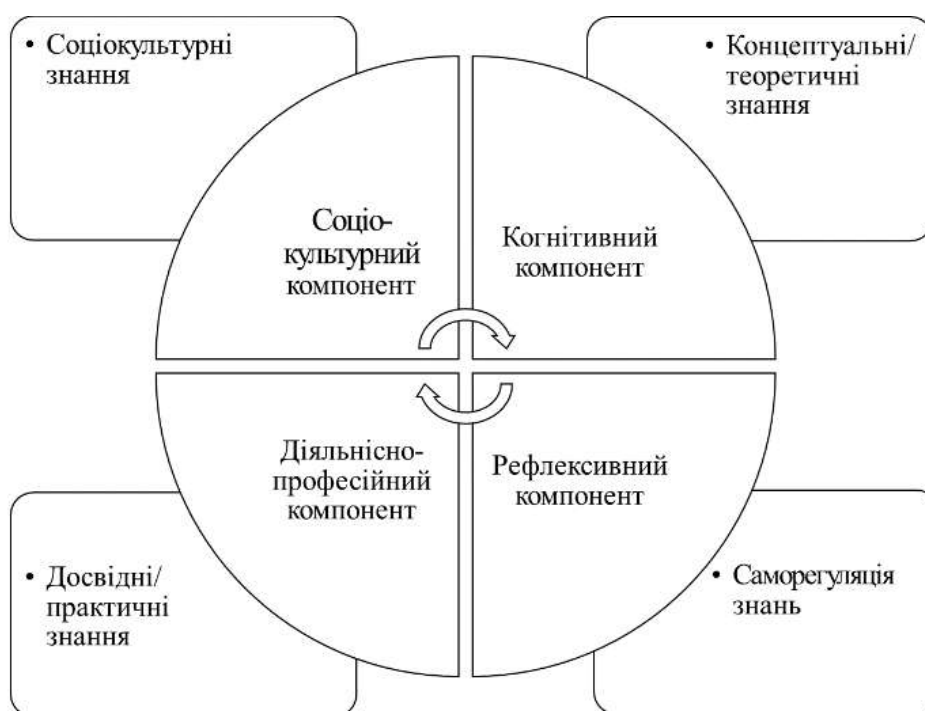 • Соціокультурні
знання
• Концептуальні/
теоретичні
знання
Соціо-
культурний
компонент
Когнітивний
компонент
Діяльнісно-
професійний
компонент
Рефлексивний
компонент
• Досвідні/
практичні
знання
• Саморегуляція
знань